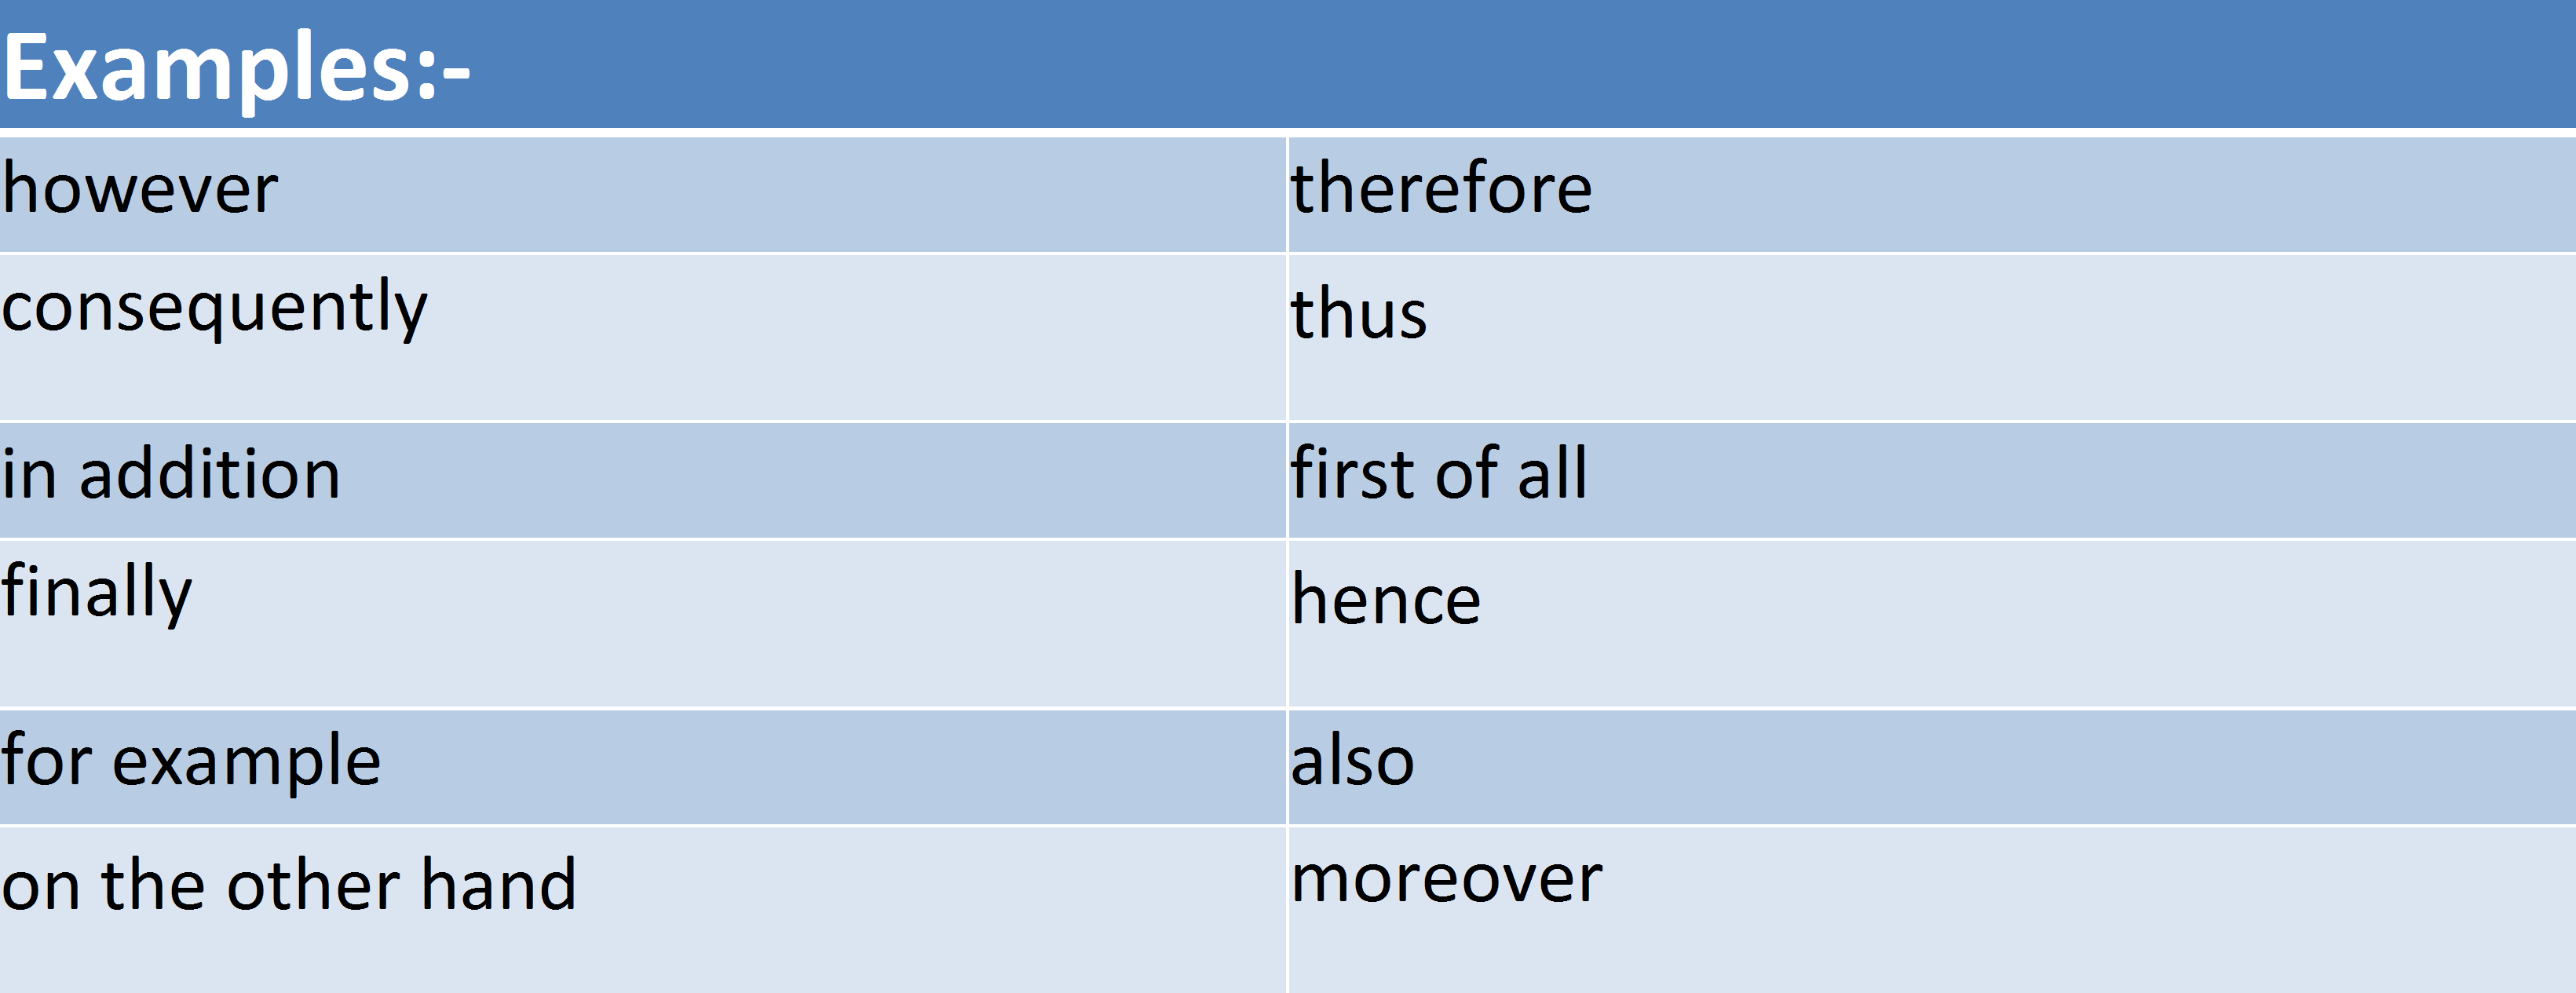 Examples:-
however
therefore
consequently
thus
in addition
first of all
finally
hence
for example
also
on the other hand
moreover